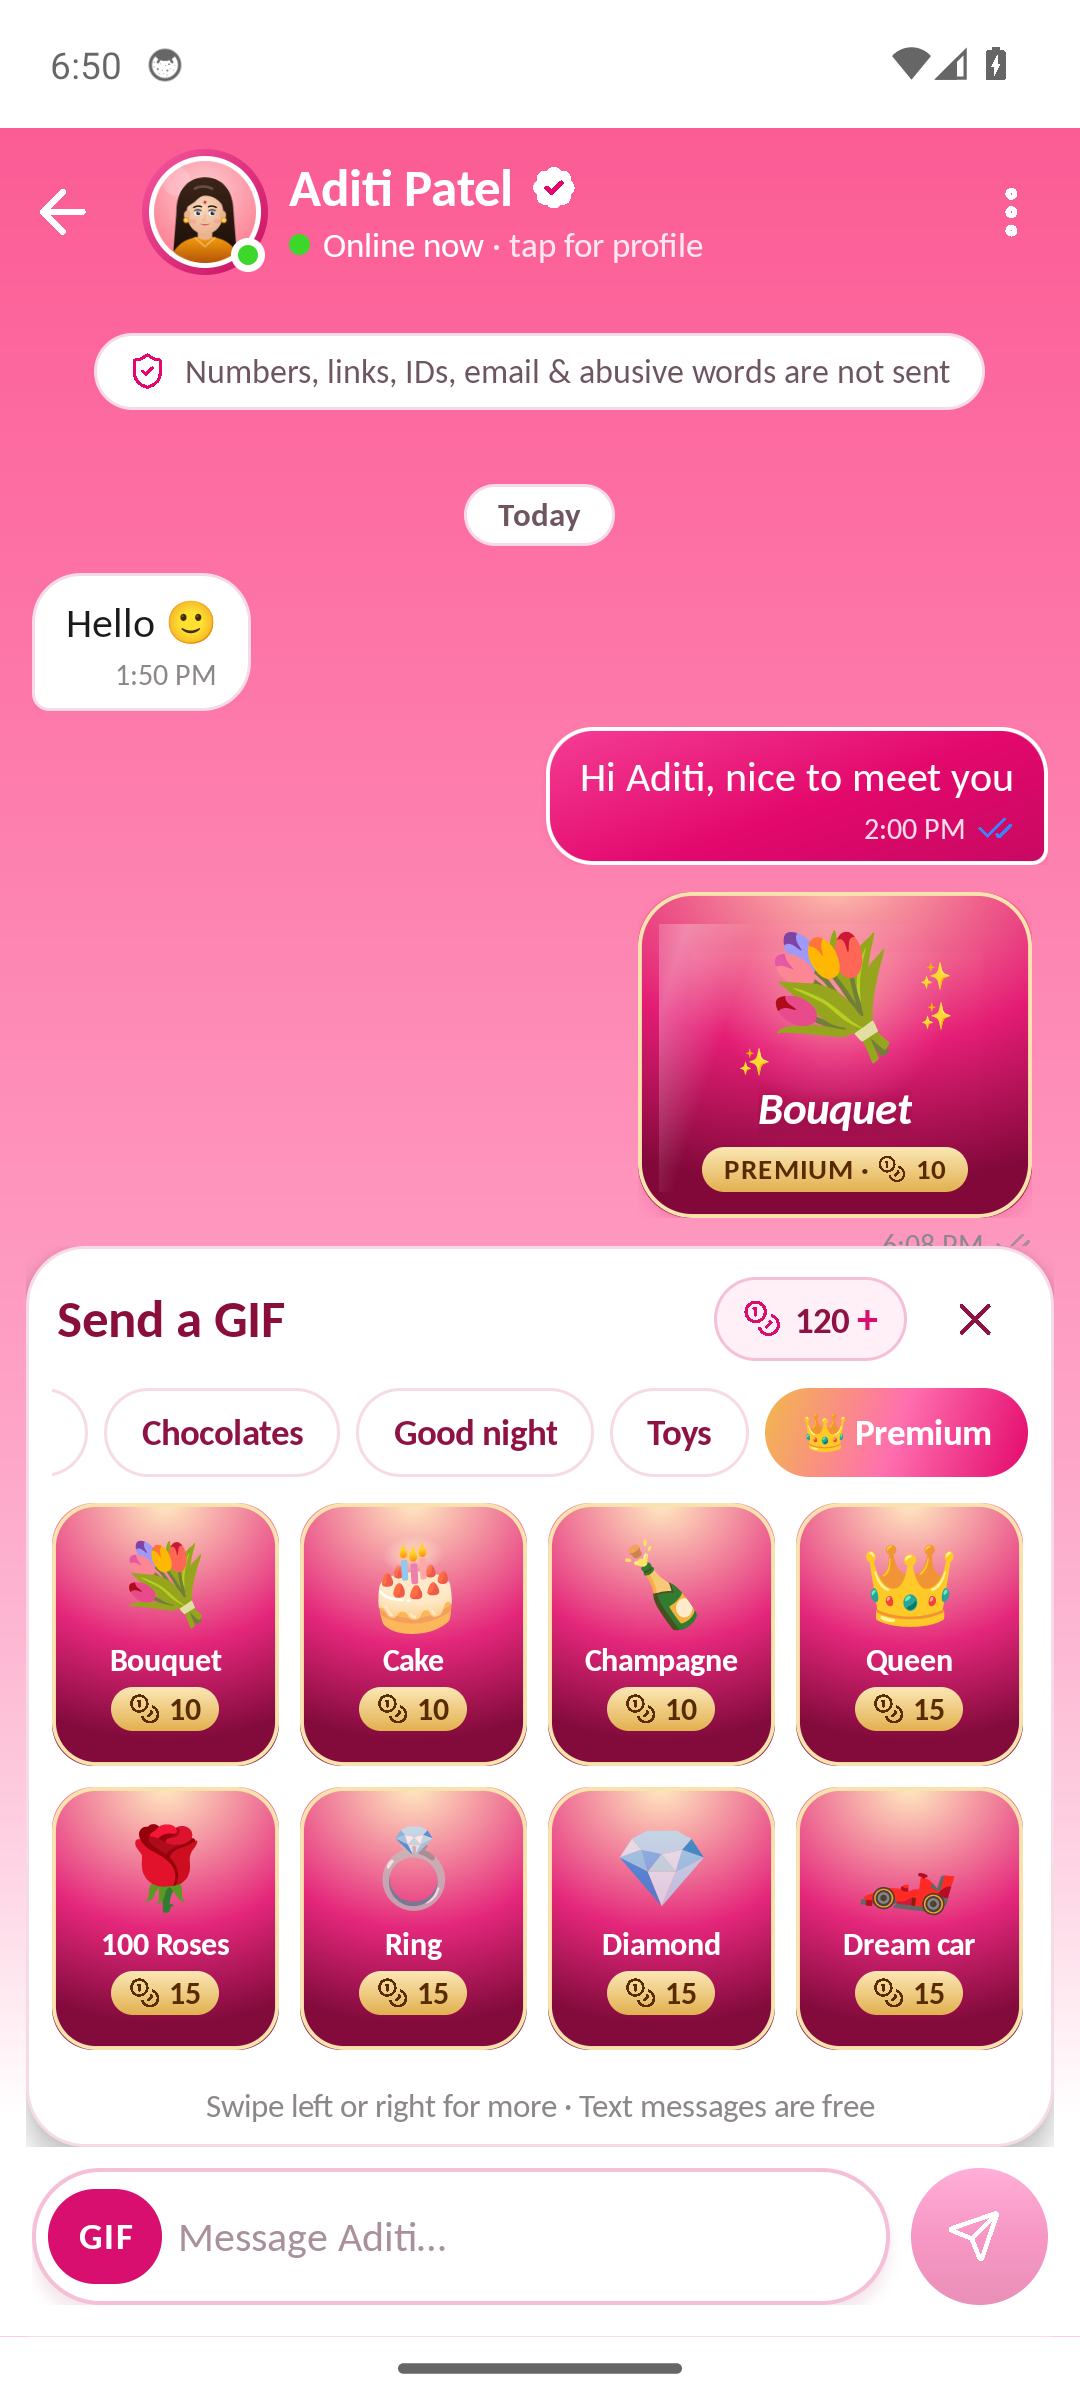 6:50
Aditi Patel
Online now · tap for profile
Numbers, links, IDs, email & abusive words are not sent
Today
Hello 🙂
1:50 PM
Hi Aditi, nice to meet you
2:00 PM
Bouquet
PREMIUM · 10
6:08 PM
Send a GIF
120 +
Chocolates
Good night
Toys
👑 Premium
Bouquet
10
Cake
10
Champagne
10
Queen
15
100 Roses
15
Ring
15
Diamond
15
Dream car
15
Swipe left or right for more · Text messages are free
GIF
Message Aditi...